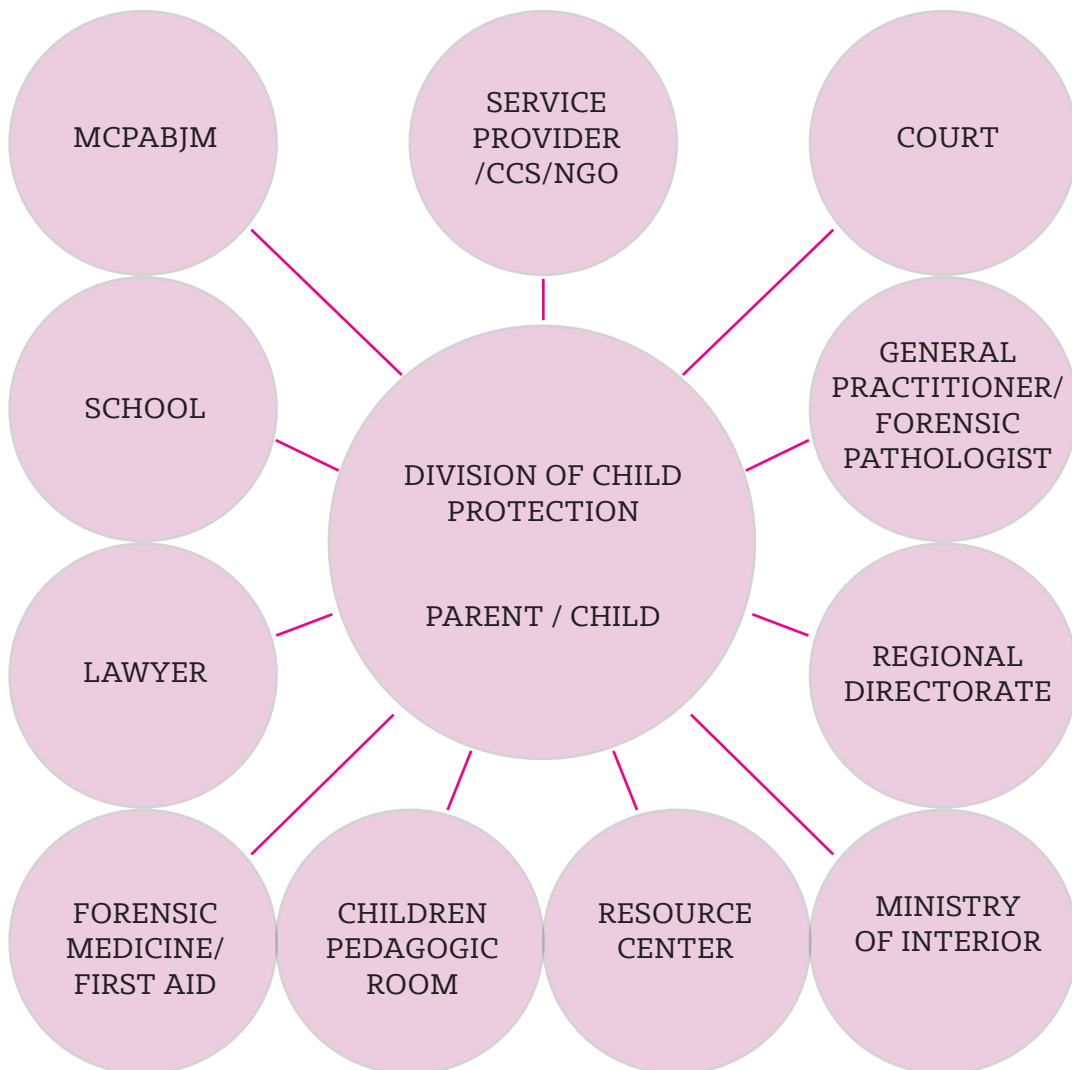 MCPABJM
SERVICE
PROVIDER
/CCS/NGO
COURT
SCHOOL
GENERAL
PRACTITIONER/
FORENSIC
PATHOLOGIST
DIVISION OF CHILD
PROTECTION
PARENT / CHILD
LAWYER
REGIONAL
DIRECTORATE
FORENSIC
MEDICINE/
FIRST AID
CHILDREN
PEDAGOGIC
ROOM
RESOURCE
CENTER
MINISTRY
OF INTERIOR